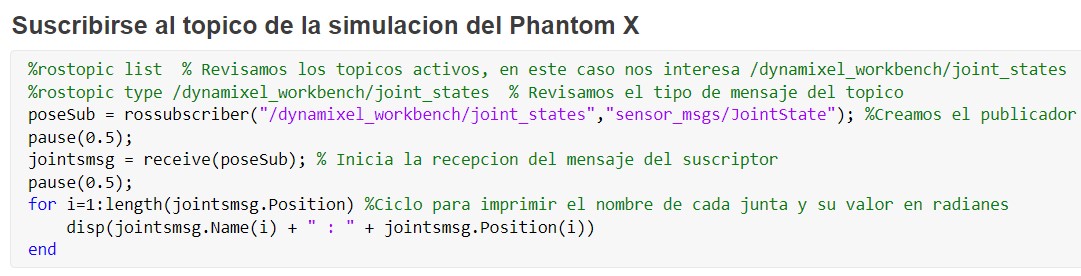 Suscribirse al topico de la simulacion del Phantom X
%rostopic list  % Revisamos los topicos activos, en este caso nos interesa /dynamixel_workbench/joint_states
%rostopic type /dynamixel_workbench/joint_states  % Revisamos el tipo de mensaje del topico
poseSub = rossubscriber("/dynamixel_workbench/joint_states","sensor_msgs/JointState"); %Creamos el publicador
pause(0.5);
jointsmsg = receive(poseSub); % Inicia la recepcion del mensaje del suscriptor
pause(0.5);
for i=1:length(jointsmsg.Position) %Ciclo para imprimir el nombre de cada junta y su valor en radianes
    disp(jointsmsg.Name(i) + " : " + jointsmsg.Position(i))
end